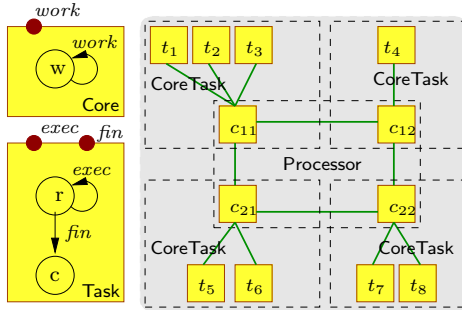 work
work
w
Core
exec
fin
exec
r
fin
c
Task
t1 t2 t3 t4
CoreTask CoreTask
c11 c12
Processor
c21 c22
CoreTask CoreTask
t5 t6 t7 t8